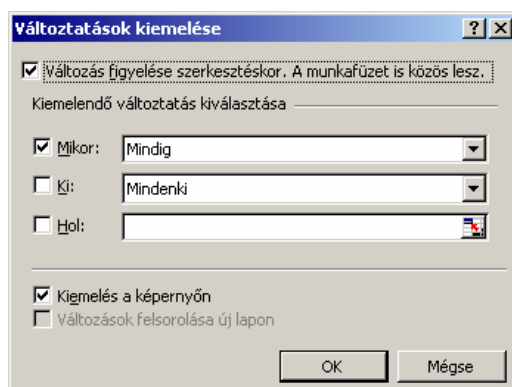 Változtatások kiemelése
Változás figyelése szerkesztéskor. A munkafüzet is közös lesz.
Kiemelendő változtatás kiválasztása
Mikor: Mindig
Ki: Mindenki
Hol:
Kiemelés a képernyőn
Változások felsorolása új lapon
OK Mégse